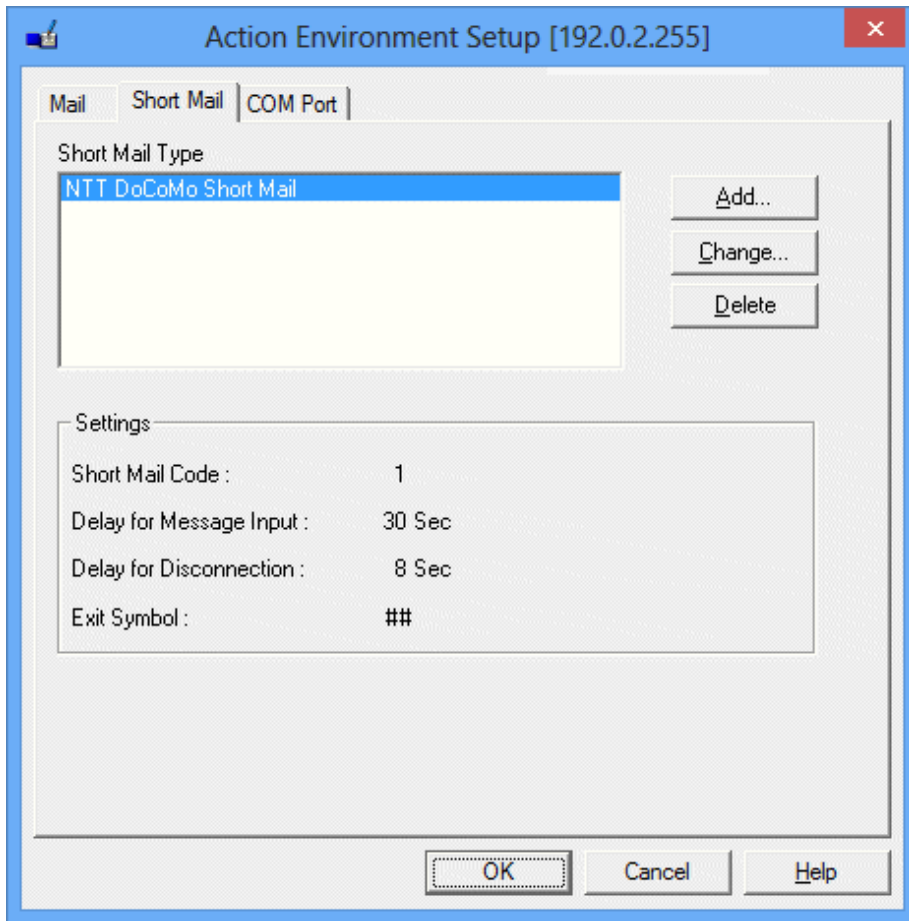 Action Environment Setup [192.0.2.255]
Mail Short Mail COM Port
Short Mail Type
NTT DoCoMo Short Mail
Add...
Change...
Delete
Settings
Short Mail Code : 1
Delay for Message Input : 30 Sec
Delay for Disconnection : 8 Sec
Exit Symbol : ##
OK Cancel Help